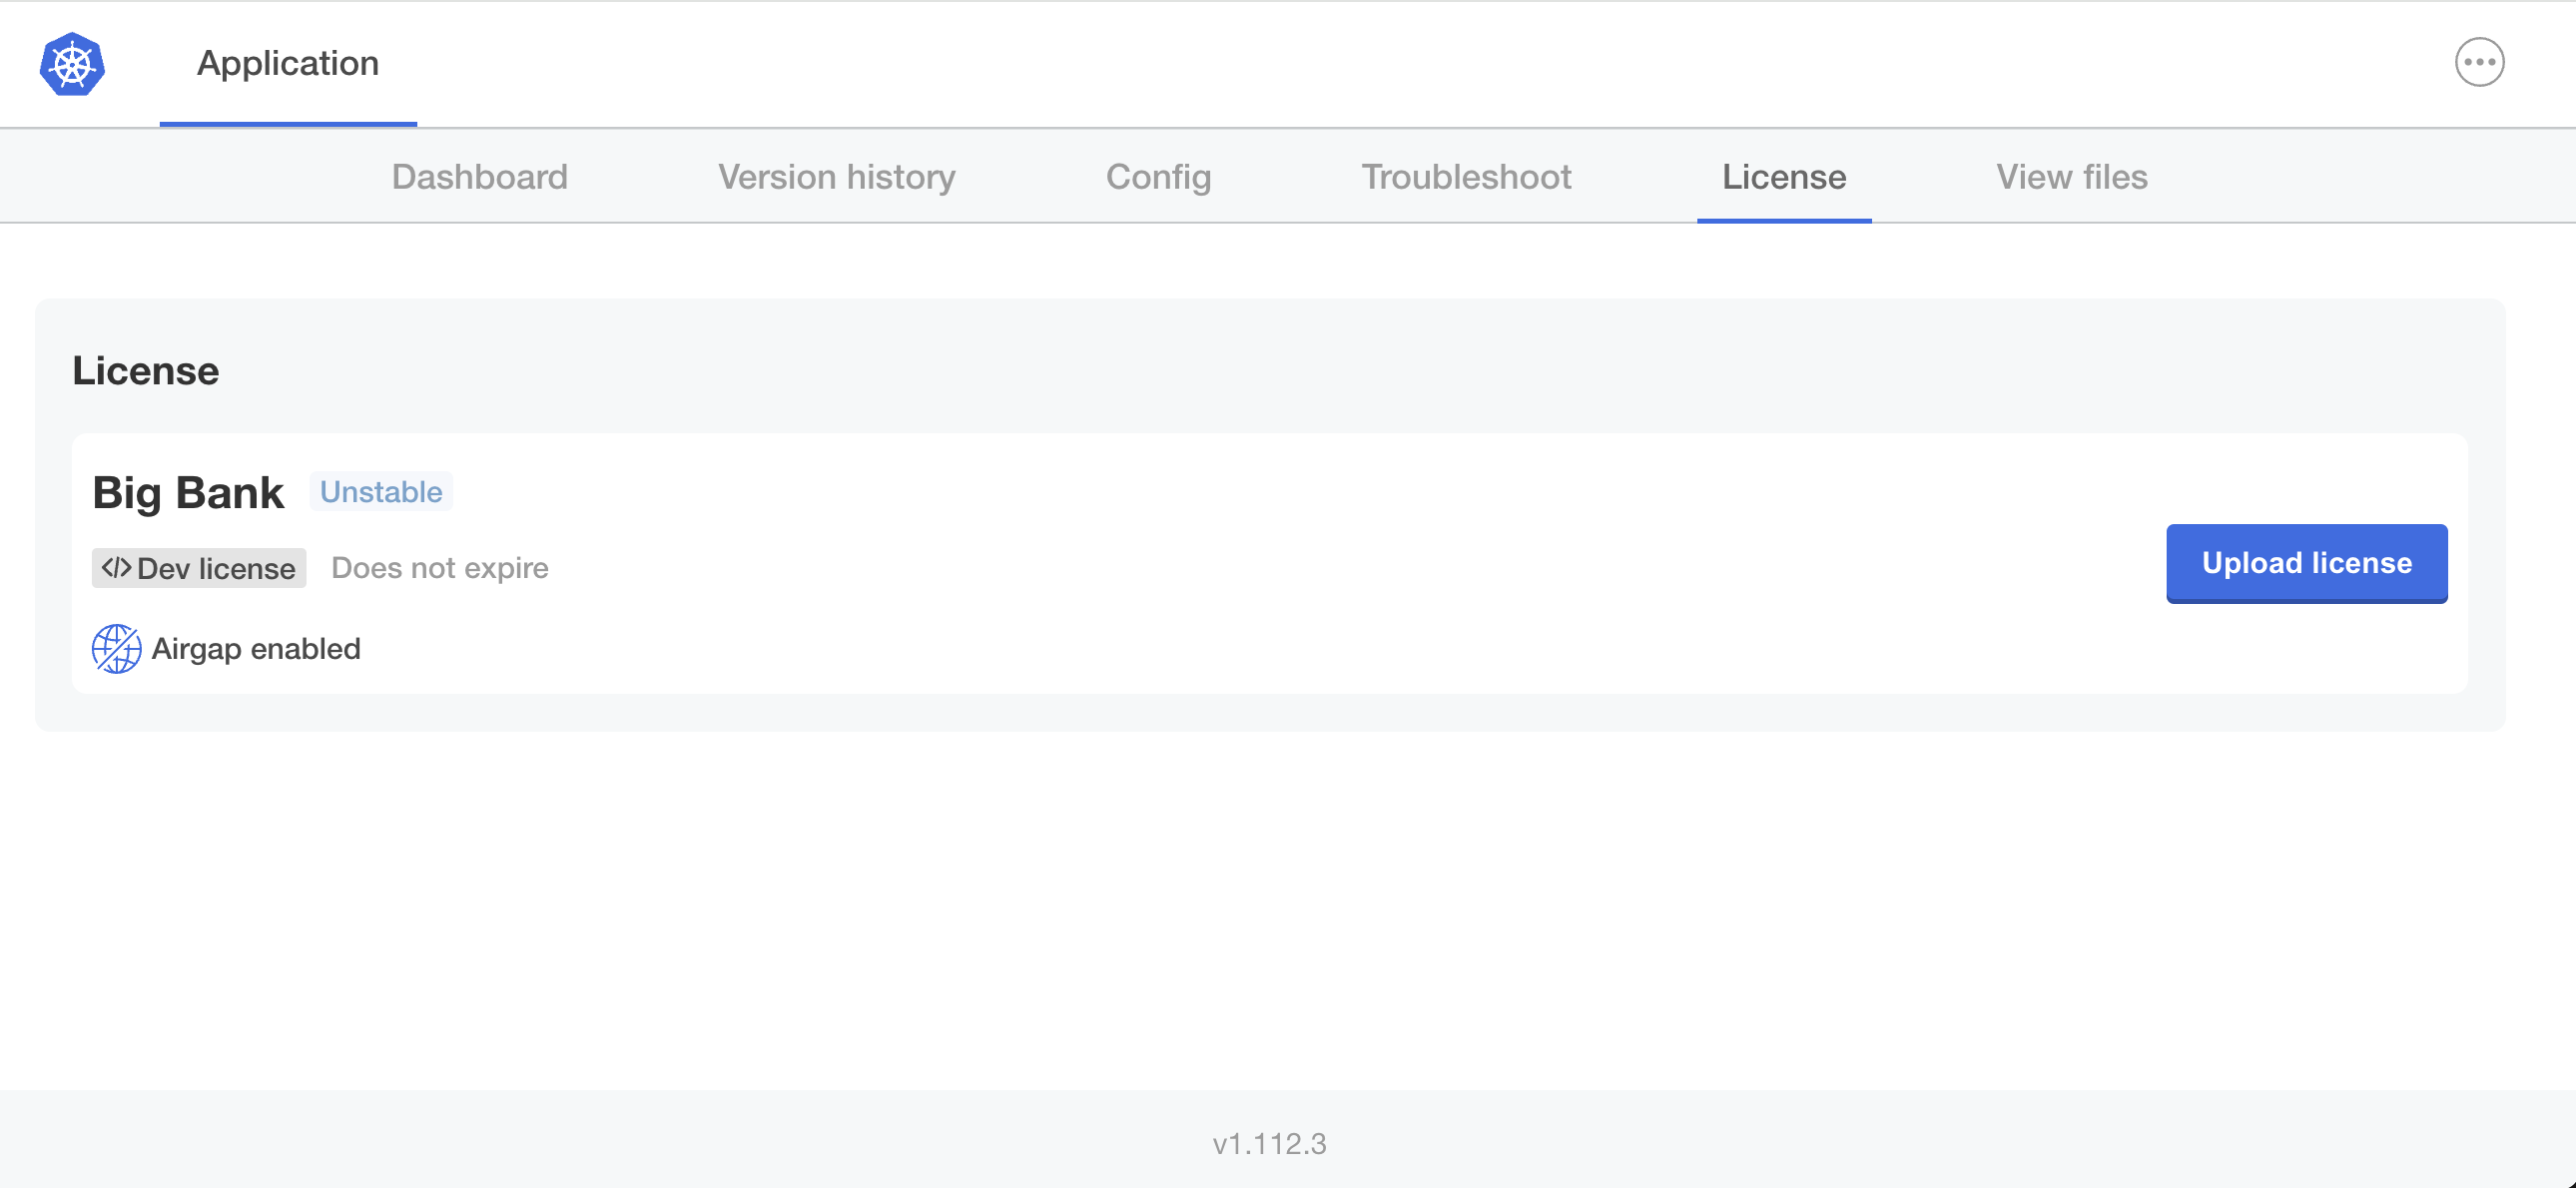 Application
Dashboard Version history Config Troubleshoot License View files
License
Big Bank Unstable
</> Dev license Does not expire
Upload license
Airgap enabled
v1.112.3